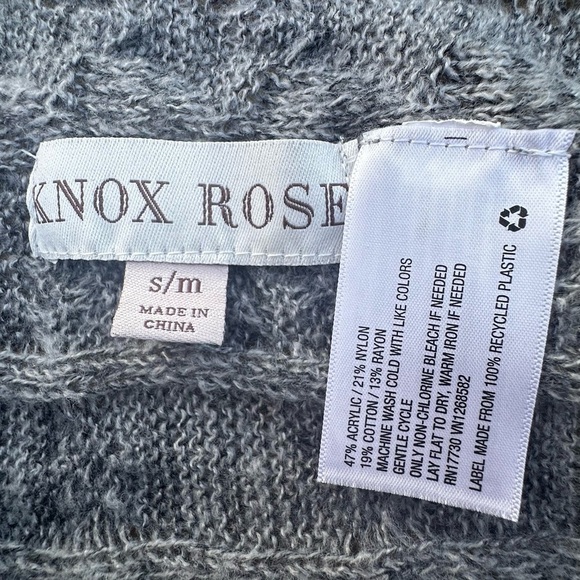 KNOX ROSE
s/m
MADE IN
CHINA
47% ACRYLIC / 21% NYLON
19% COTTON / 13% RAYON
MACHINE WASH COLD WITH LIKE COLORS
GENTLE CYCLE
ONLY NON-CHLORINE BLEACH IF NEEDED
LAY FLAT TO DRY, WARM IRON IF NEEDED
RN17730 VN1268582
LABEL MADE FROM 100% RECYCLED PLASTIC